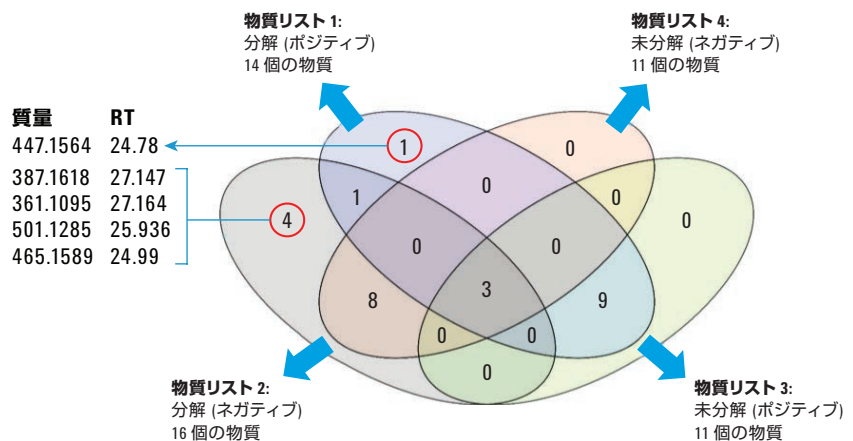 物質リスト 1:
分解 (ポジティブ)
14 個の物質
物質リスト 4:
未分解 (ネガティブ)
11 個の物質
質量 RT
447.1564 24.78
387.1618 27.147
361.1095 27.164
501.1285 25.936
465.1589 24.99
1
0
0
1
0
0
4
0
0
3
8
9
0
0
0
物質リスト 2:
分解 (ネガティブ)
16 個の物質
物質リスト 3:
未分解 (ポジティブ)
11 個の物質